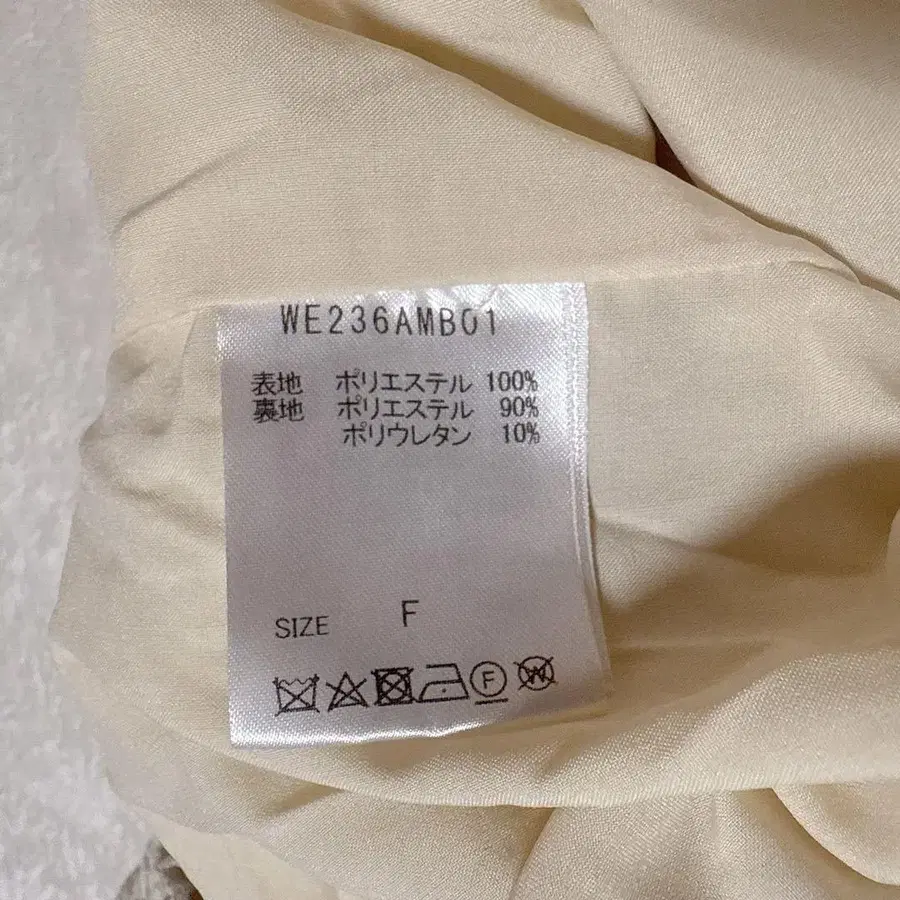 WE236AMB01
表地 ポリエステル 100%
裏地 ポリエステル 90%
ポリウレタン 10%
SIZE F
F W